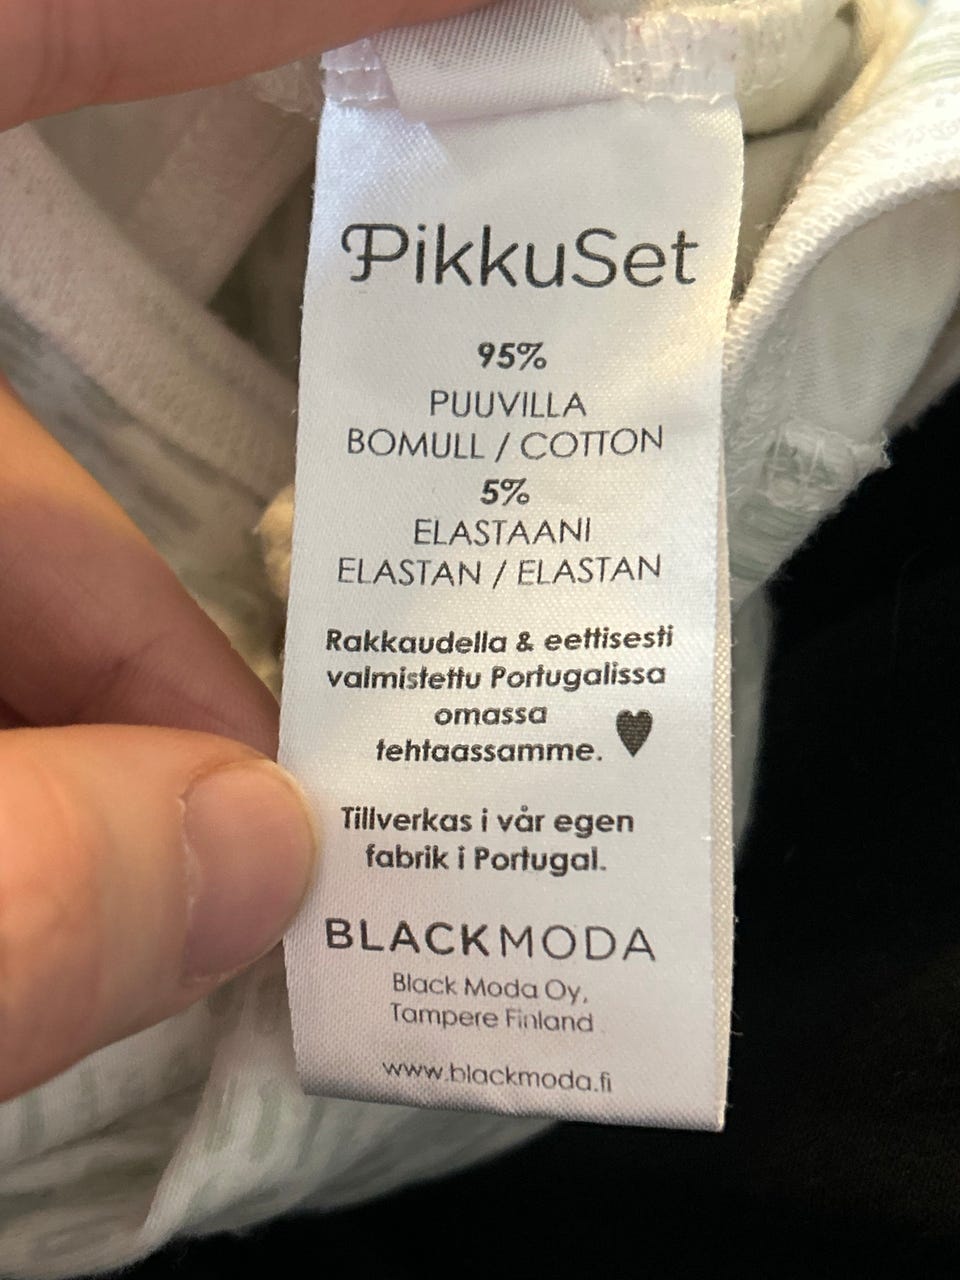 PikkuSet
95%
PUUVILLA
BOMULL / COTTON
5%
ELASTAANI
ELASTAN / ELASTAN
Rakkaudella & eettisesti
valmistettu Portugalissa
omassa
tehtaassamme.
Tillverkas i vår egen
fabrik i Portugal.
BLACKMODA
Black Moda Oy,
Tampere Finland
www.blackmoda.fi